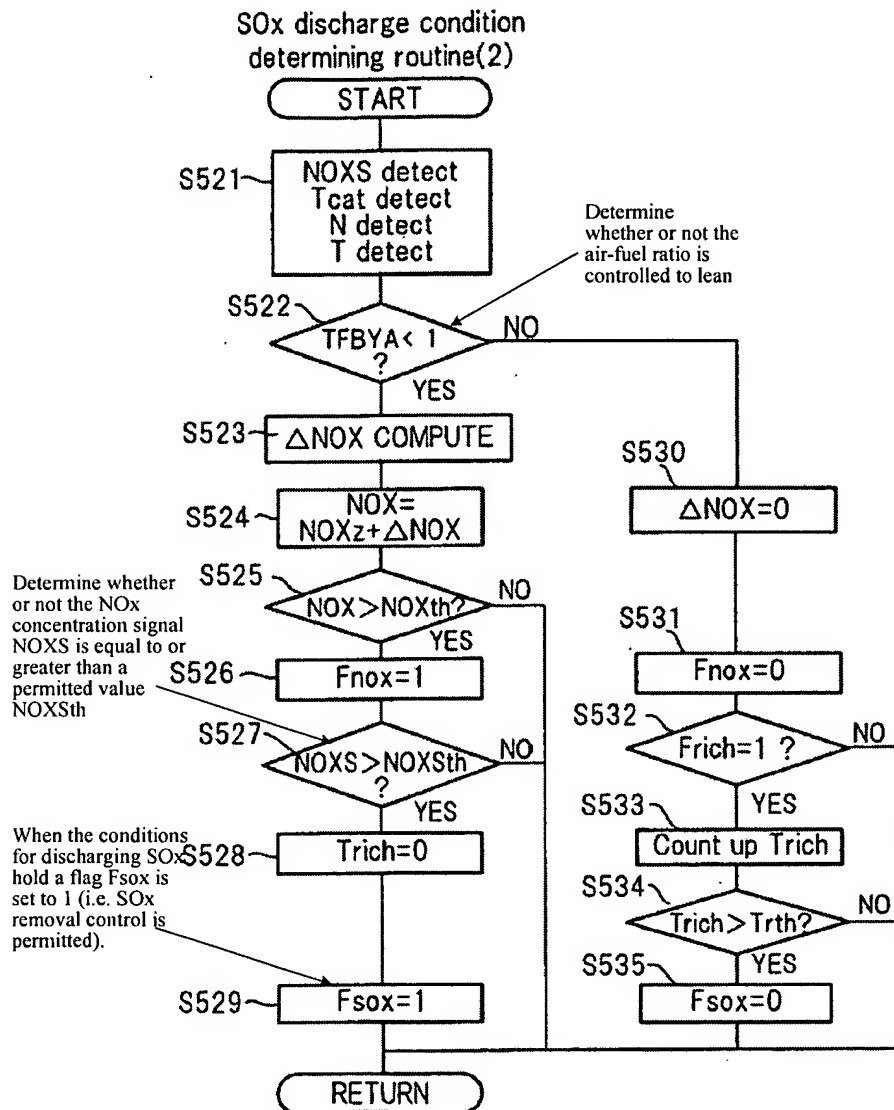 SOx discharge condition
determining routine(2)
START
S521
NOXS detect
Tcat detect
N detect
T detect
Determine
whether or not the
air-fuel ratio is
controlled to lean
S522
TFBYA< 1
?
NO
YES
S523
△NOX COMPUTE
S530
△NOX=0
S524
NOX=
NOXz+△NOX
Determine whether
or not the NOx
concentration signal
NOXS is equal to or
greater than a
permitted value
NOXSth
S525
NOX>NOXth?
NO
YES
S531
Fnox=0
S526
Fnox=1
S532
Frich=1 ?
NO
YES
S527
NOXS>NOXSth
?
NO
YES
S533
Count up Trich
When the conditions
for discharging SOx
hold a flag Fsox is
set to 1 (i.e. SOx
removal control is
permitted).
S528
Trich=0
S534
Trich>Trth?
NO
YES
S535
Fsox=0
S529
Fsox=1
RETURN